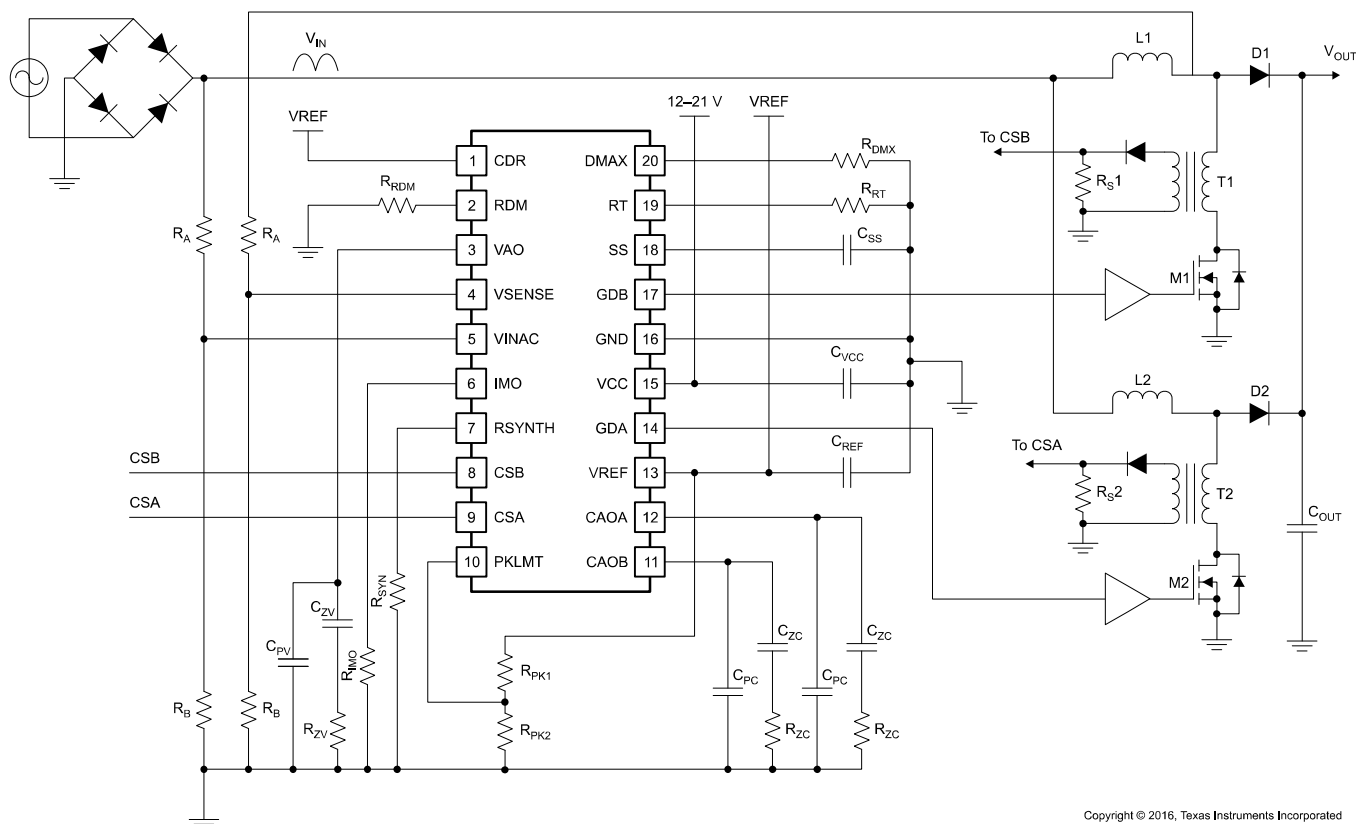 L1
D1
V_OUT
V_IN
12–21 V
VREF
VREF
To CSB
R_S1
T1
M1
1 CDR
2 RDM
3 VAO
4 VSENSE
5 VINAC
6 IMO
7 RSYNTH
8 CSB
9 CSA
10 PKLMT
DMAX 20
RT 19
SS 18
GDB 17
GND 16
VCC 15
GDA 14
VREF 13
CAOA 12
CAOB 11
R_RDM
R_DMX
R_RT
C_SS
C_VCC
C_REF
R_A
R_A
CSB
CSA
L2
D2
To CSA
R_S2
T2
M2
C_OUT
R_SYN
C_ZV
C_PV
R_IMO
R_B
R_B
R_ZV
R_PK1
R_PK2
C_ZC
C_ZC
C_PC
C_PC
R_ZC
R_ZC
Copyright © 2016, Texas Instruments Incorporated